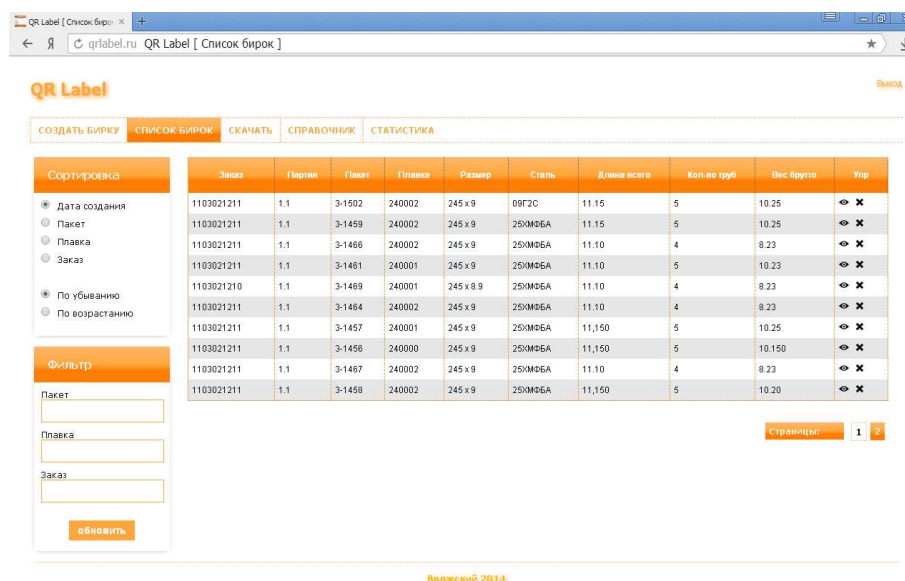 QR Label [ Список бирок
qrlabel.ru QR Label [ Список бирок ]
QR Label
Выход
СОЗДАТЬ БИРКУ СПИСОК БИРОК СКАЧАТЬ СПРАВОЧНИК СТАТИСТИКА
Сортировка
Дата создания
Пакет
Плавка
Заказ
По убыванию
По возрастанию
Фильтр
Пакет
Плавка
Заказ
обновить
Заказ Партия Пакет Плавка Размер Сталь Длина всего Кол-во труб Вес брутто Упр
1103021211 1.1 3-1502 240002 245 x 9 09Г2С 11.15 5 10.25
1103021211 1.1 3-1459 240002 245 x 9 25ХМФБА 11.15 5 10.25
1103021211 1.1 3-1466 240002 245 x 9 25ХМФБА 11.10 4 8.23
1103021211 1.1 3-1461 240001 245 x 9 25ХМФБА 11.10 5 10.23
1103021210 1.1 3-1469 240001 245 x 8.9 25ХМФБА 11.10 4 8.23
1103021211 1.1 3-1464 240002 245 x 9 25ХМФБА 11.10 4 8.23
1103021211 1.1 3-1457 240001 245 x 9 25ХМФБА 11,150 5 10.25
1103021211 1.1 3-1456 240000 245 x 9 25ХМФБА 11,150 5 10.150
1103021211 1.1 3-1467 240002 245 x 9 25ХМФБА 11.10 4 8.23
1103021211 1.1 3-1458 240002 245 x 9 25ХМФБА 11,150 5 10.20
Страницы: 1 2
Волжский 2014